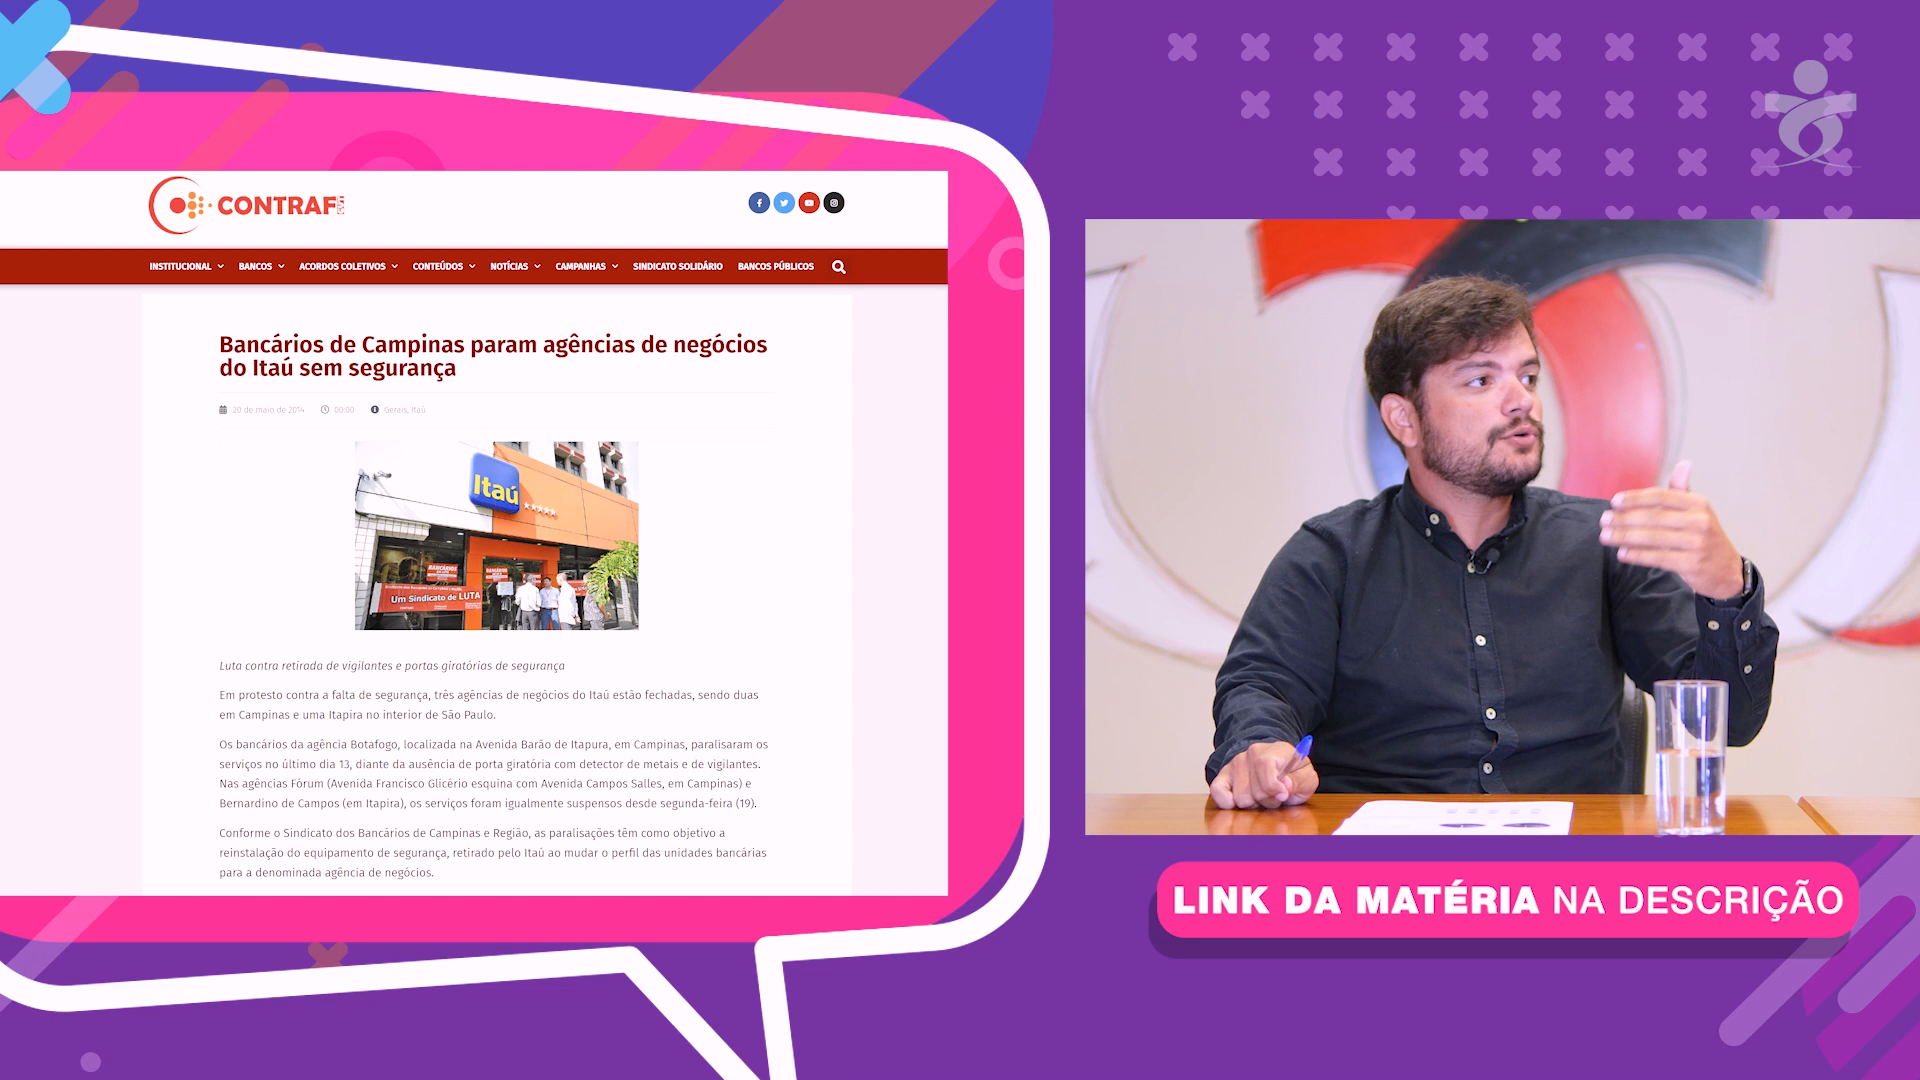 CONTRAF
CUT
INSTITUCIONAL BANCOS ACORDOS COLETIVOS CONTEÚDOS NOTÍCIAS CAMPANHAS SINDICATO SOLIDÁRIO BANCOS PÚBLICOS
Bancários de Campinas param agências de negócios
do Itaú sem segurança
20 de maio de 2014 00:00 Gerais, Itaú
Itaú
BANCÁRIOS
Um Sindicato de LUTA
Luta contra retirada de vigilantes e portas giratórias de segurança
Em protesto contra a falta de segurança, três agências de negócios do Itaú estão fechadas, sendo duas
em Campinas e uma Itapira no interior de São Paulo.
Os bancários da agência Botafogo, localizada na Avenida Barão de Itapura, em Campinas, paralisaram os
serviços no último dia 13, diante da ausência de porta giratória com detector de metais e de vigilantes.
Nas agências Fórum (Avenida Francisco Glicério esquina com Avenida Campos Salles, em Campinas) e
Bernardino de Campos (em Itapira), os serviços foram igualmente suspensos desde segunda-feira (19).
Conforme o Sindicato dos Bancários de Campinas e Região, as paralisações têm como objetivo a
reinstalação do equipamento de segurança, retirado pelo Itaú ao mudar o perfil das unidades bancárias
para a denominada agência de negócios.
LINK DA MATÉRIA NA DESCRIÇÃO